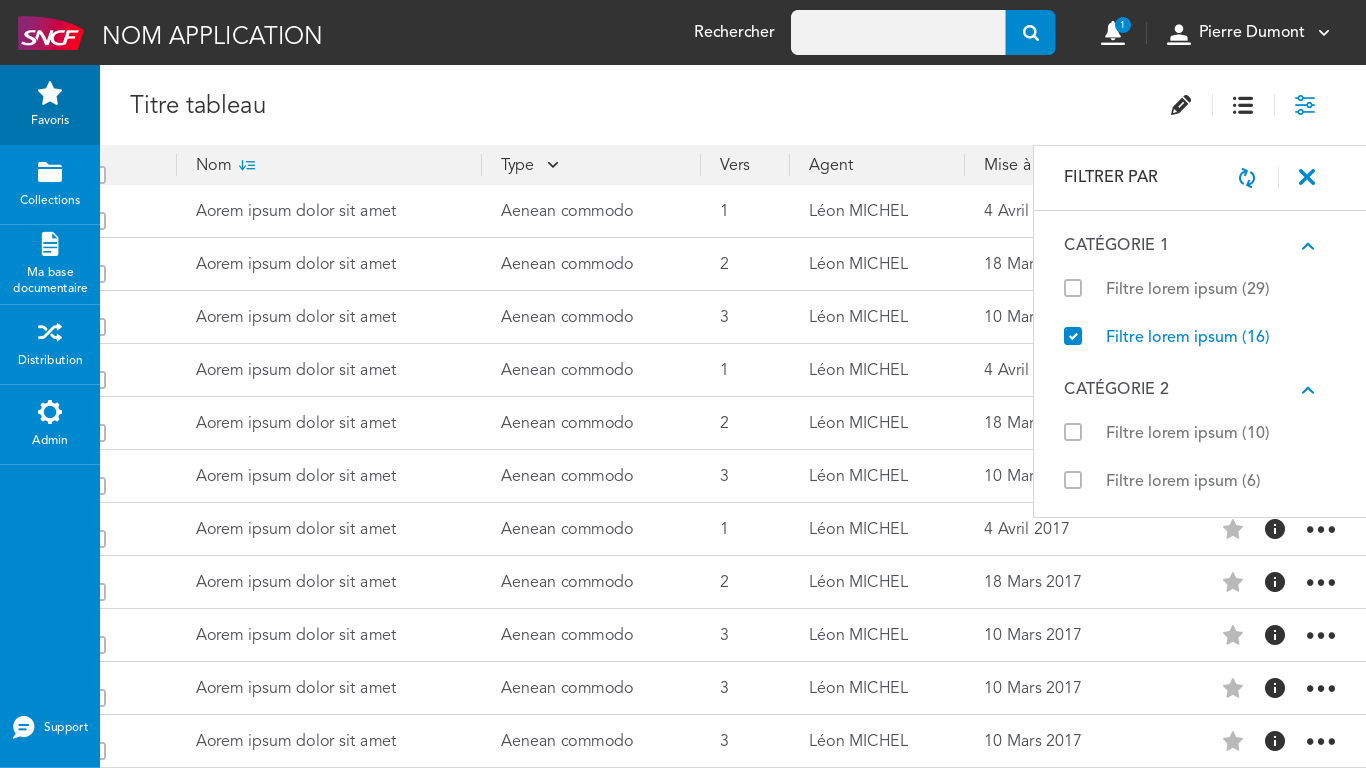 SNCF NOM APPLICATION Rechercher 1 Pierre Dumont
Favoris
Collections
Ma base
documentaire
Distribution
Admin
Support
Titre tableau
Nom Type Vers Agent Mise à
Aorem ipsum dolor sit amet Aenean commodo 1 Léon MICHEL 4 Avril
Aorem ipsum dolor sit amet Aenean commodo 2 Léon MICHEL 18 Mar
Aorem ipsum dolor sit amet Aenean commodo 3 Léon MICHEL 10 Mar
Aorem ipsum dolor sit amet Aenean commodo 1 Léon MICHEL 4 Avril
Aorem ipsum dolor sit amet Aenean commodo 2 Léon MICHEL 18 Mar
Aorem ipsum dolor sit amet Aenean commodo 3 Léon MICHEL 10 Mar
Aorem ipsum dolor sit amet Aenean commodo 1 Léon MICHEL 4 Avril 2017
Aorem ipsum dolor sit amet Aenean commodo 2 Léon MICHEL 18 Mars 2017
Aorem ipsum dolor sit amet Aenean commodo 3 Léon MICHEL 10 Mars 2017
Aorem ipsum dolor sit amet Aenean commodo 3 Léon MICHEL 10 Mars 2017
Aorem ipsum dolor sit amet Aenean commodo 3 Léon MICHEL 10 Mars 2017
FILTRER PAR
CATÉGORIE 1
Filtre lorem ipsum (29)
Filtre lorem ipsum (16)
CATÉGORIE 2
Filtre lorem ipsum (10)
Filtre lorem ipsum (6)